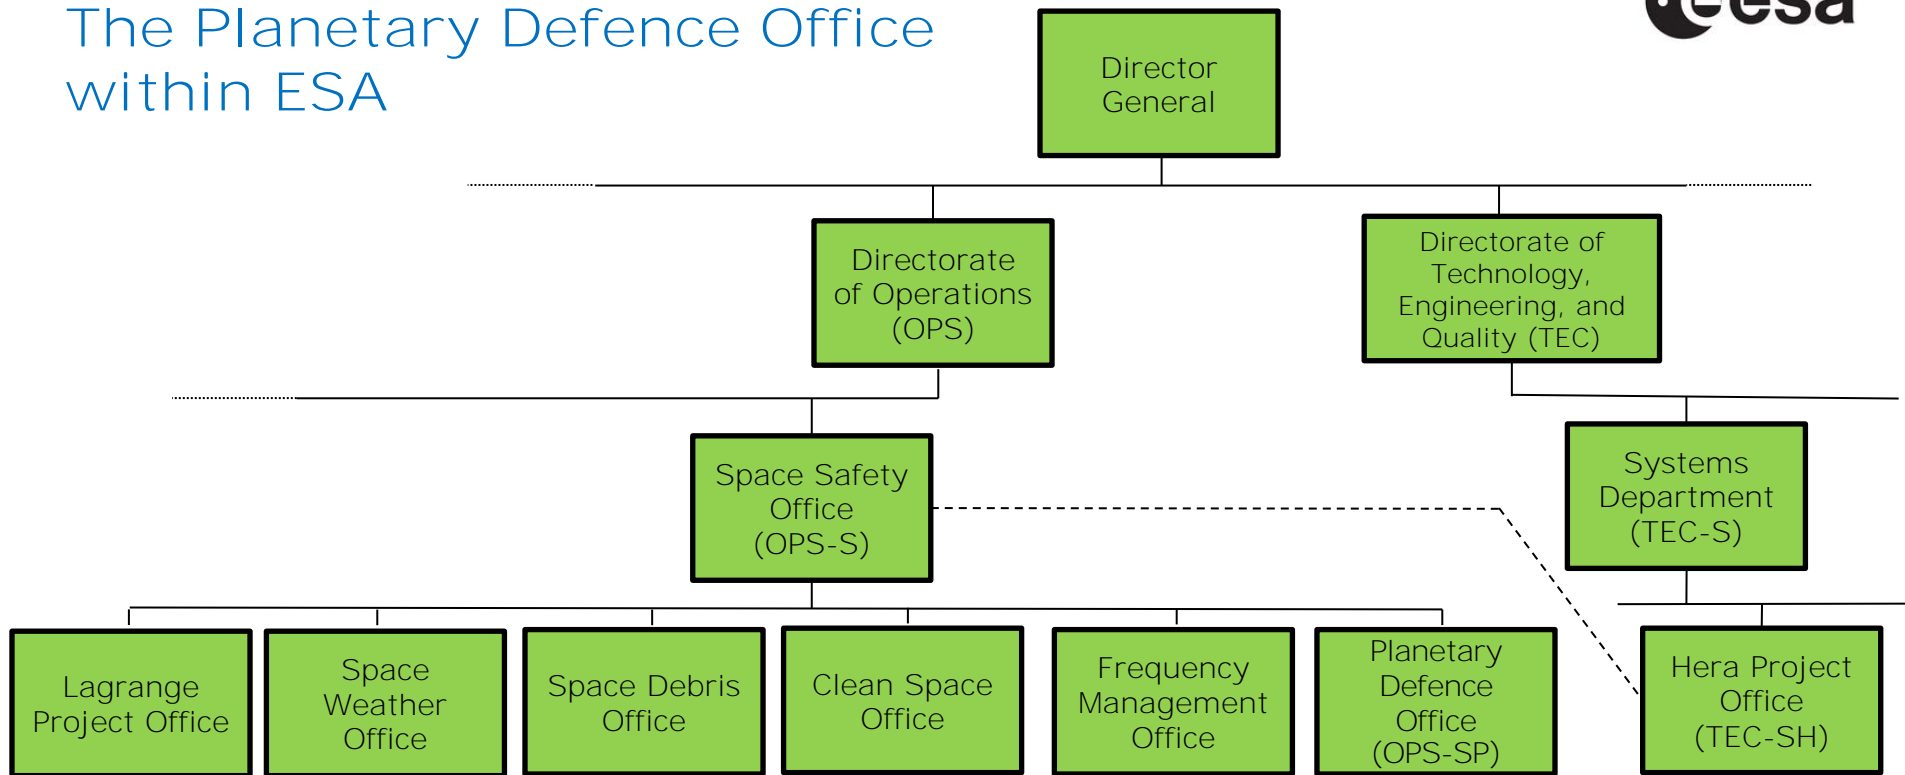 The Planetary Defence Office
within ESA
esa
Director
General
Directorate
of Operations
(OPS)
Directorate of
Technology,
Engineering, and
Quality (TEC)
Space Safety
Office
(OPS-S)
Systems
Department
(TEC-S)
Lagrange
Project Office
Space
Weather
Office
Space Debris
Office
Clean Space
Office
Frequency
Management
Office
Planetary
Defence
Office
(OPS-SP)
Hera Project
Office
(TEC-SH)